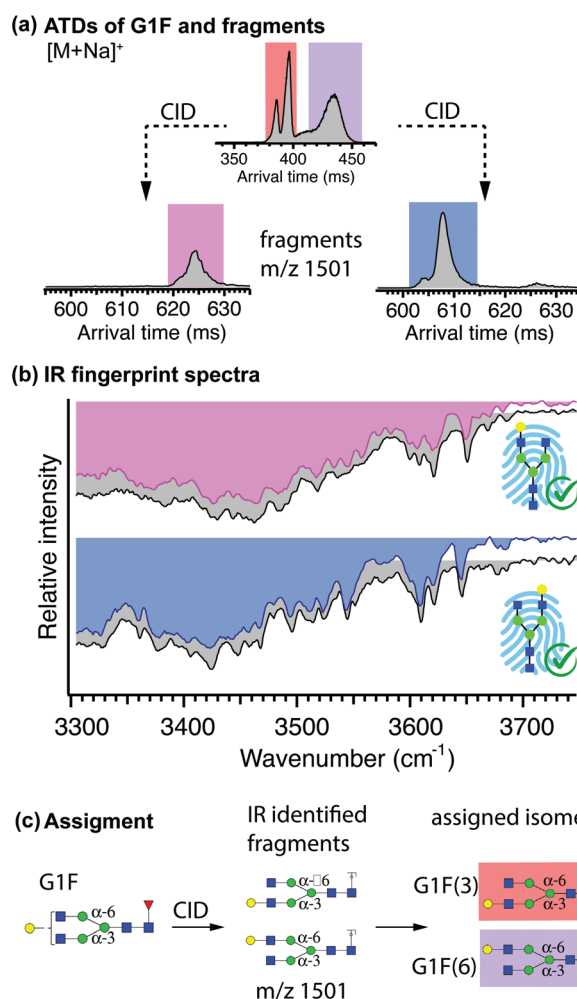 (a) ATDs of G1F and fragments
[M+Na]+
CID
CID
350 400 450
Arrival time (ms)
fragments
m/z 1501
600 610 620 630
Arrival time (ms)
600 610 620 630
Arrival time (ms)
(b) IR fingerprint spectra
Relative intensity
3300 3400 3500 3600 3700
Wavenumber (cm-1)
(c) Assigment
IR identified
fragments
assigned isome
G1F
α-6
α-3
CID
α-□6
α-3
α-6
α-3
m/z 1501
G1F(3)
α-6
α-3
G1F(6)
α-6
α-3